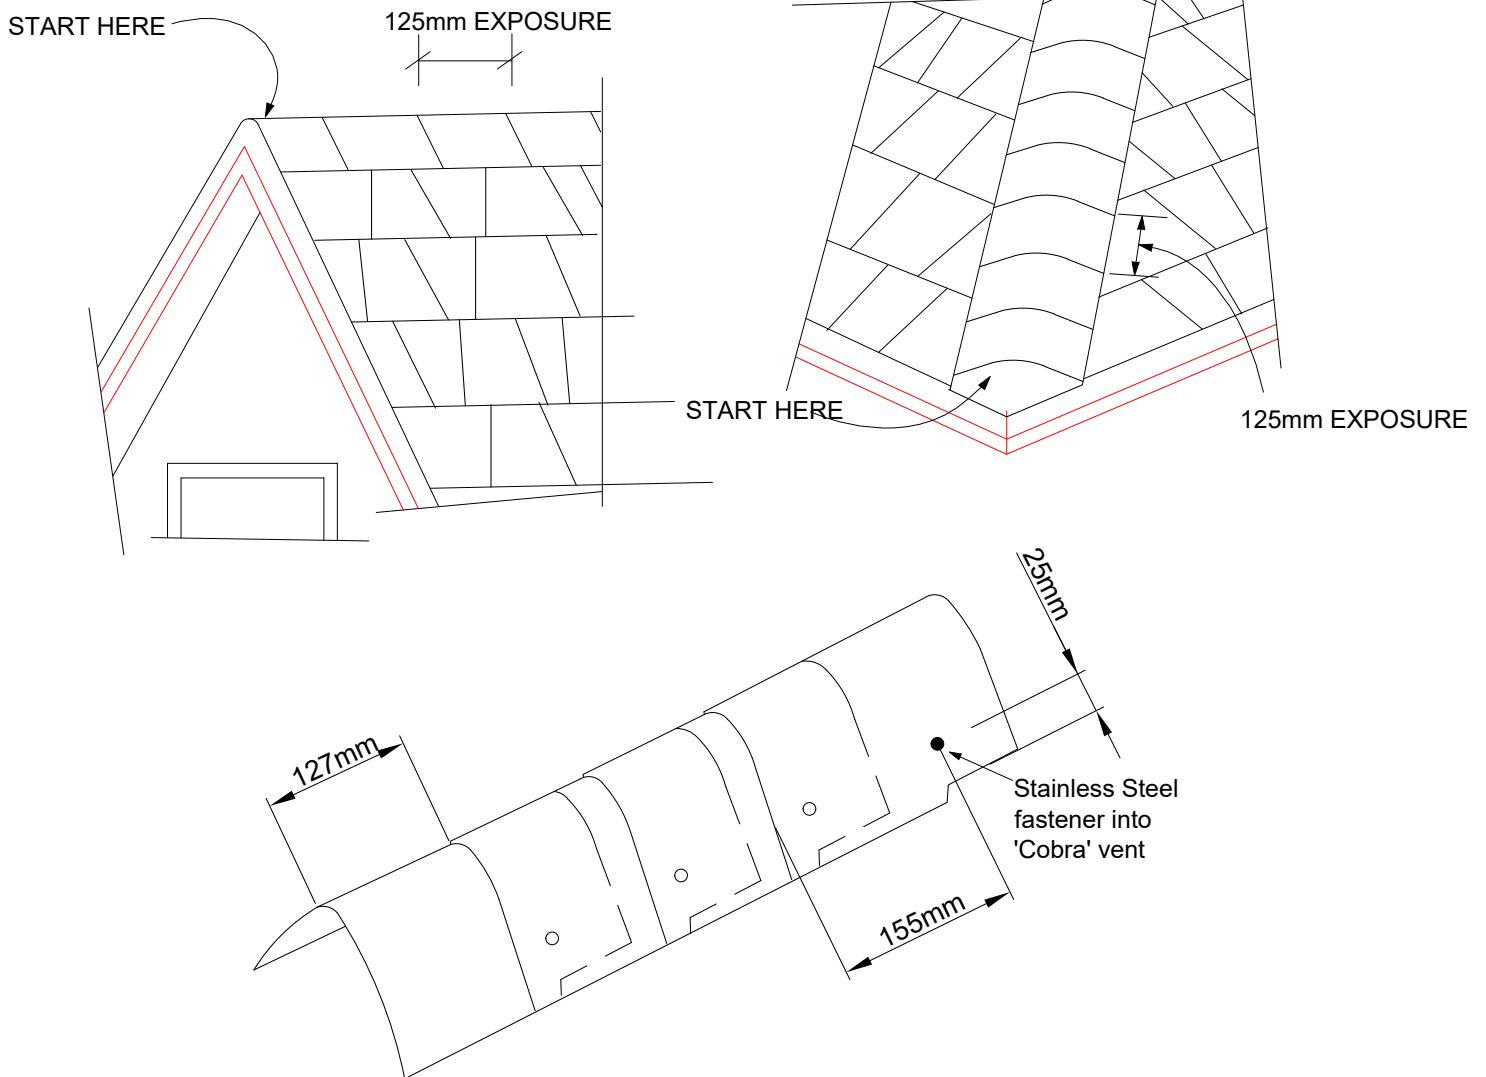 START HERE
125mm EXPOSURE
START HERE
125mm EXPOSURE
25mm
127mm
Stainless Steel
fastener into
'Cobra' vent
155mm